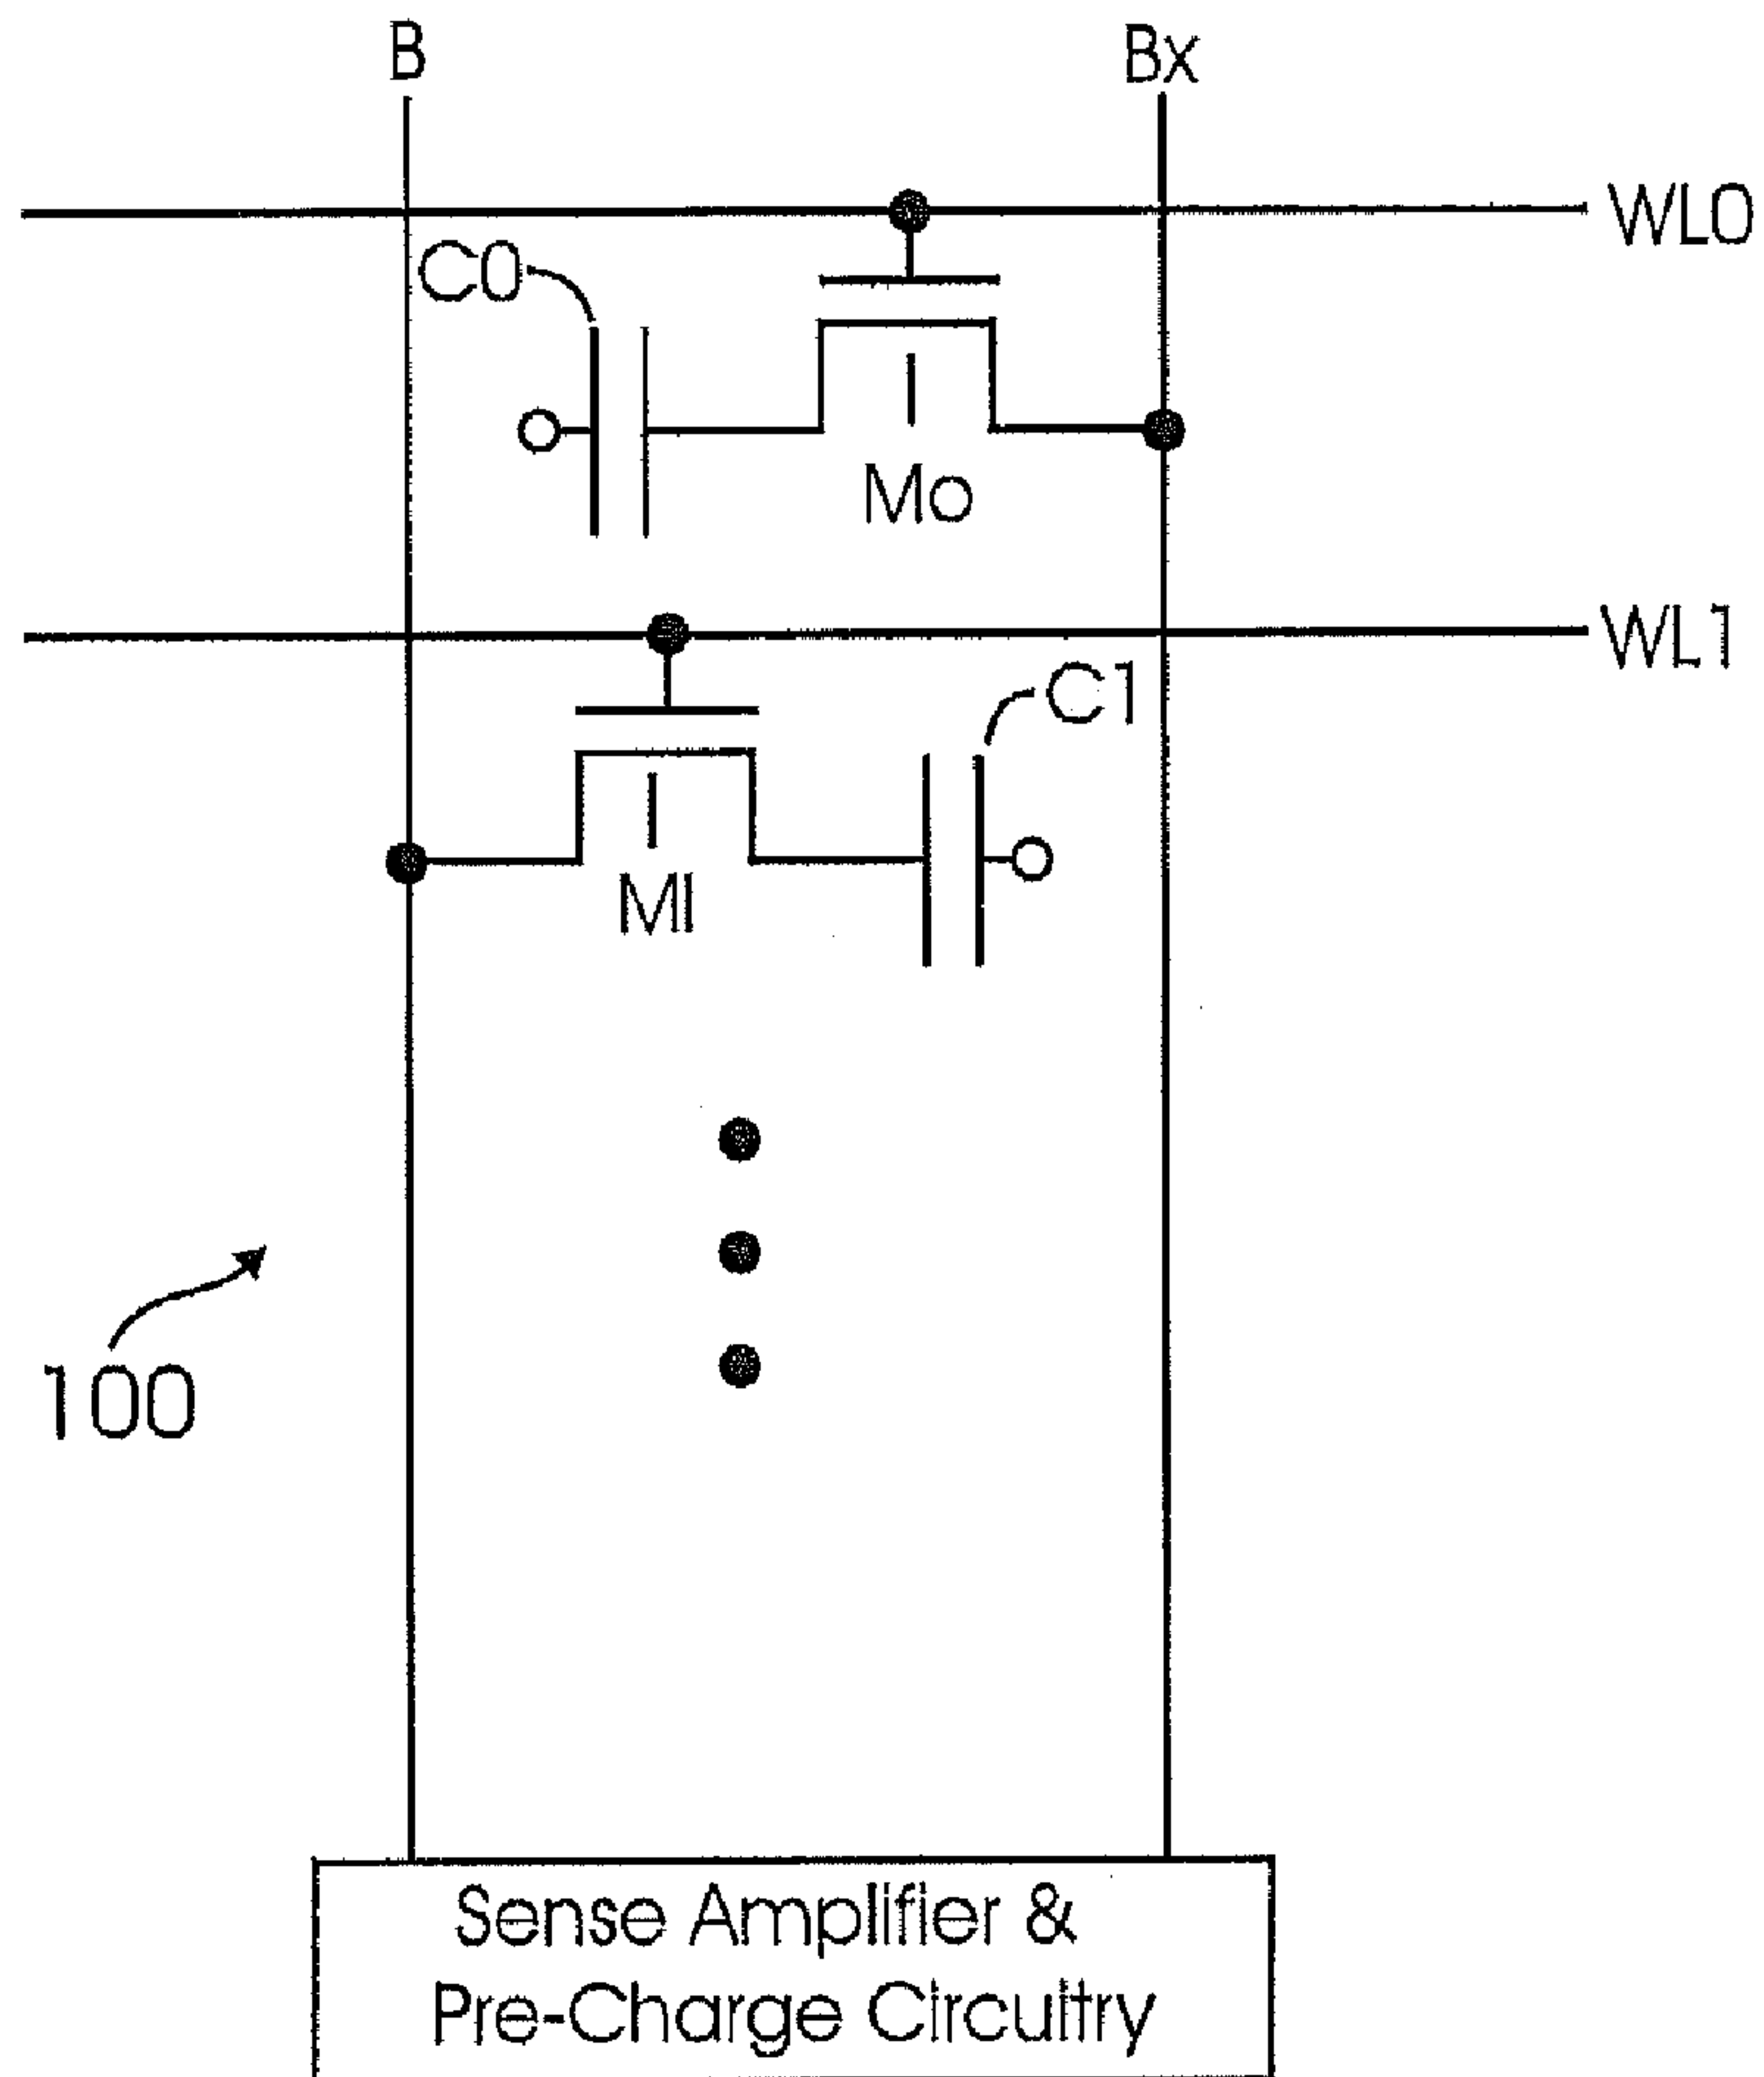 B
Bx
WL0
C0
Mo
WL1
C1
MI
100
Sense Amplifier &
Pre-Charge Circuitry